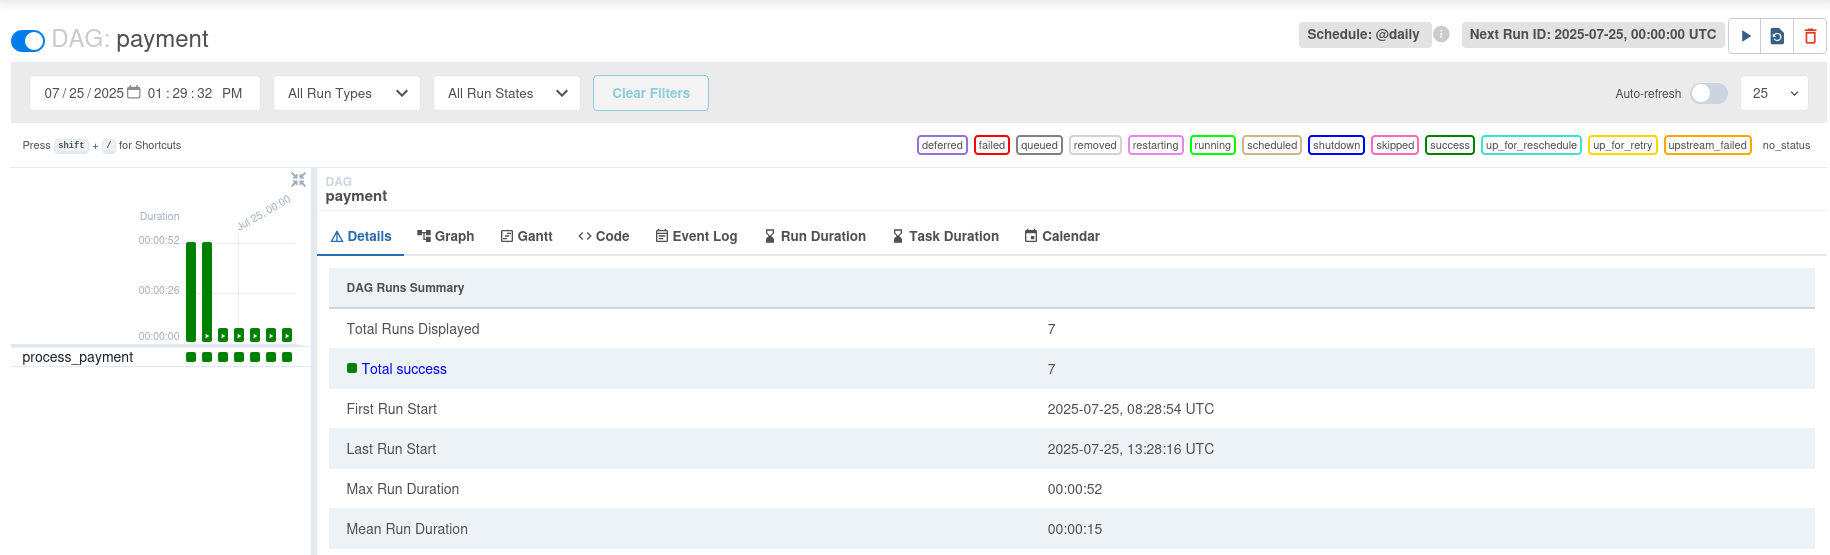 DAG: payment
Schedule: @daily
Next Run ID: 2025-07-25, 00:00:00 UTC
07 / 25 / 2025 01 : 29 : 32 PM
All Run Types
All Run States
Clear Filters
Auto-refresh
25
Press shift + / for Shortcuts
deferred failed queued removed restarting running scheduled shutdown skipped success up_for_reschedule up_for_retry upstream_failed no_status
Jul 25, 00:00
Duration
00:00:52
00:00:26
00:00:00
process_payment
DAG
payment
Details Graph Gantt Code Event Log Run Duration Task Duration Calendar
DAG Runs Summary
Total Runs Displayed 7
Total success 7
First Run Start 2025-07-25, 08:28:54 UTC
Last Run Start 2025-07-25, 13:28:16 UTC
Max Run Duration 00:00:52
Mean Run Duration 00:00:15